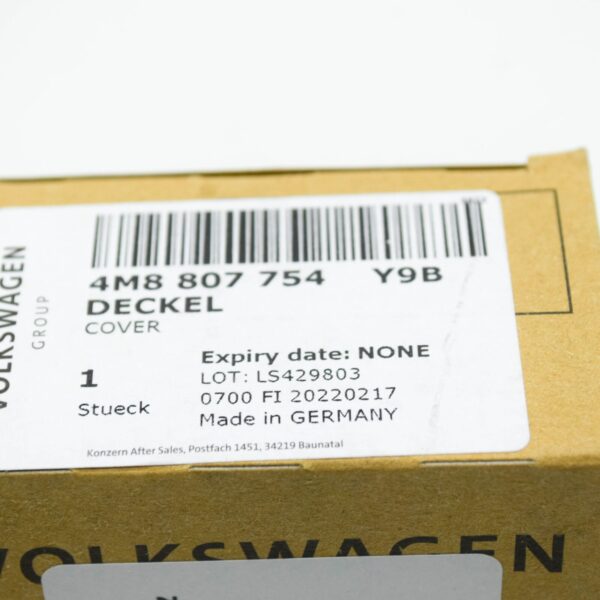 VOLKSWAGEN
GROUP
4M8 807 754 Y9B
DECKEL
COVER
1
Stueck
Expiry date: NONE
LOT: LS429803
0700 FI 20220217
Made in GERMANY
Konzern After Sales, Postfach 1451, 34219 Baunatal
VOLKSWAGEN